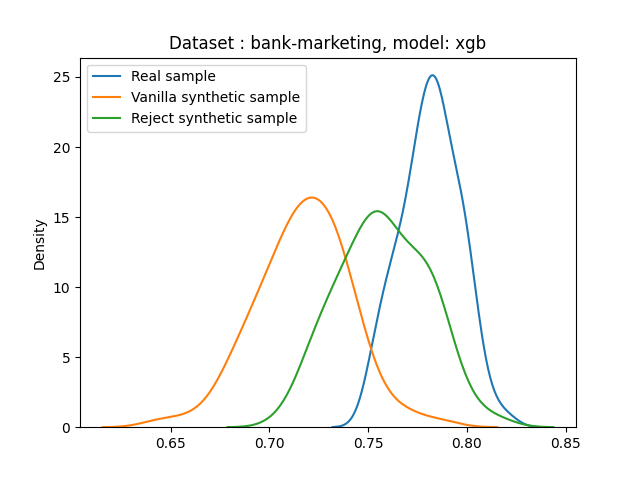 Dataset : bank-marketing, model: xgb
Real sample
Vanilla synthetic sample
Reject synthetic sample
Density
25
20
15
10
5
0
0.65 0.70 0.75 0.80 0.85